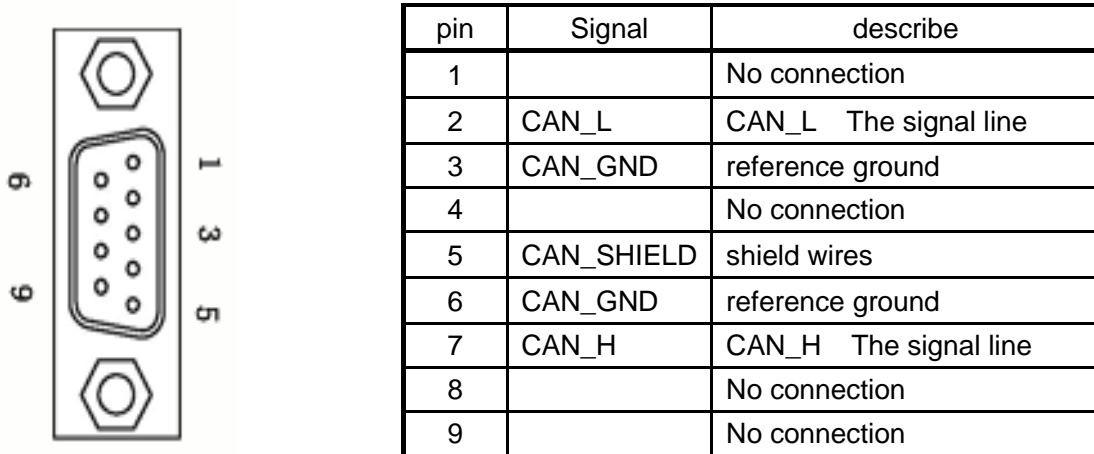 1
6
3
9
5
pin Signal describe
1 No connection
2 CAN_L CAN_L The signal line
3 CAN_GND reference ground
4 No connection
5 CAN_SHIELD shield wires
6 CAN_GND reference ground
7 CAN_H CAN_H The signal line
8 No connection
9 No connection